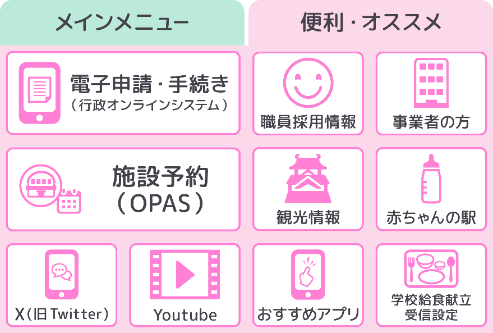 メインメニュー
便利・オススメ
電子申請・手続き
(行政オンラインシステム)
職員採用情報
事業者の方
施設予約
(OPAS)
観光情報
赤ちゃんの駅
X(旧Twitter)
Youtube
おすすめアプリ
学校給食献立
受信設定